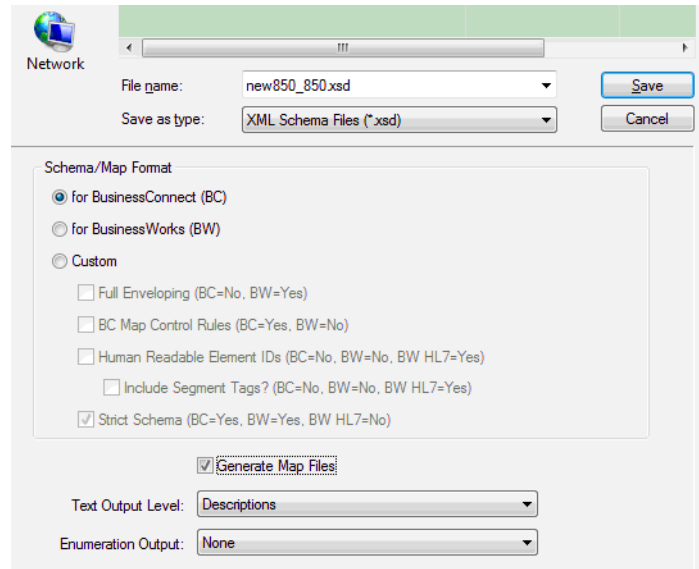 Network
File name: new850_850.xsd Save
Save as type: XML Schema Files (*.xsd) Cancel
Schema/Map Format
for BusinessConnect (BC)
for BusinessWorks (BW)
Custom
Full Enveloping (BC=No, BW=Yes)
BC Map Control Rules (BC=Yes, BW=No)
Human Readable Element IDs (BC=No, BW=No, BW HL7=Yes)
Include Segment Tags? (BC=No, BW=No, BW HL7=Yes)
Strict Schema (BC=Yes, BW=Yes, BW HL7=No)
Generate Map Files
Text Output Level: Descriptions
Enumeration Output: None